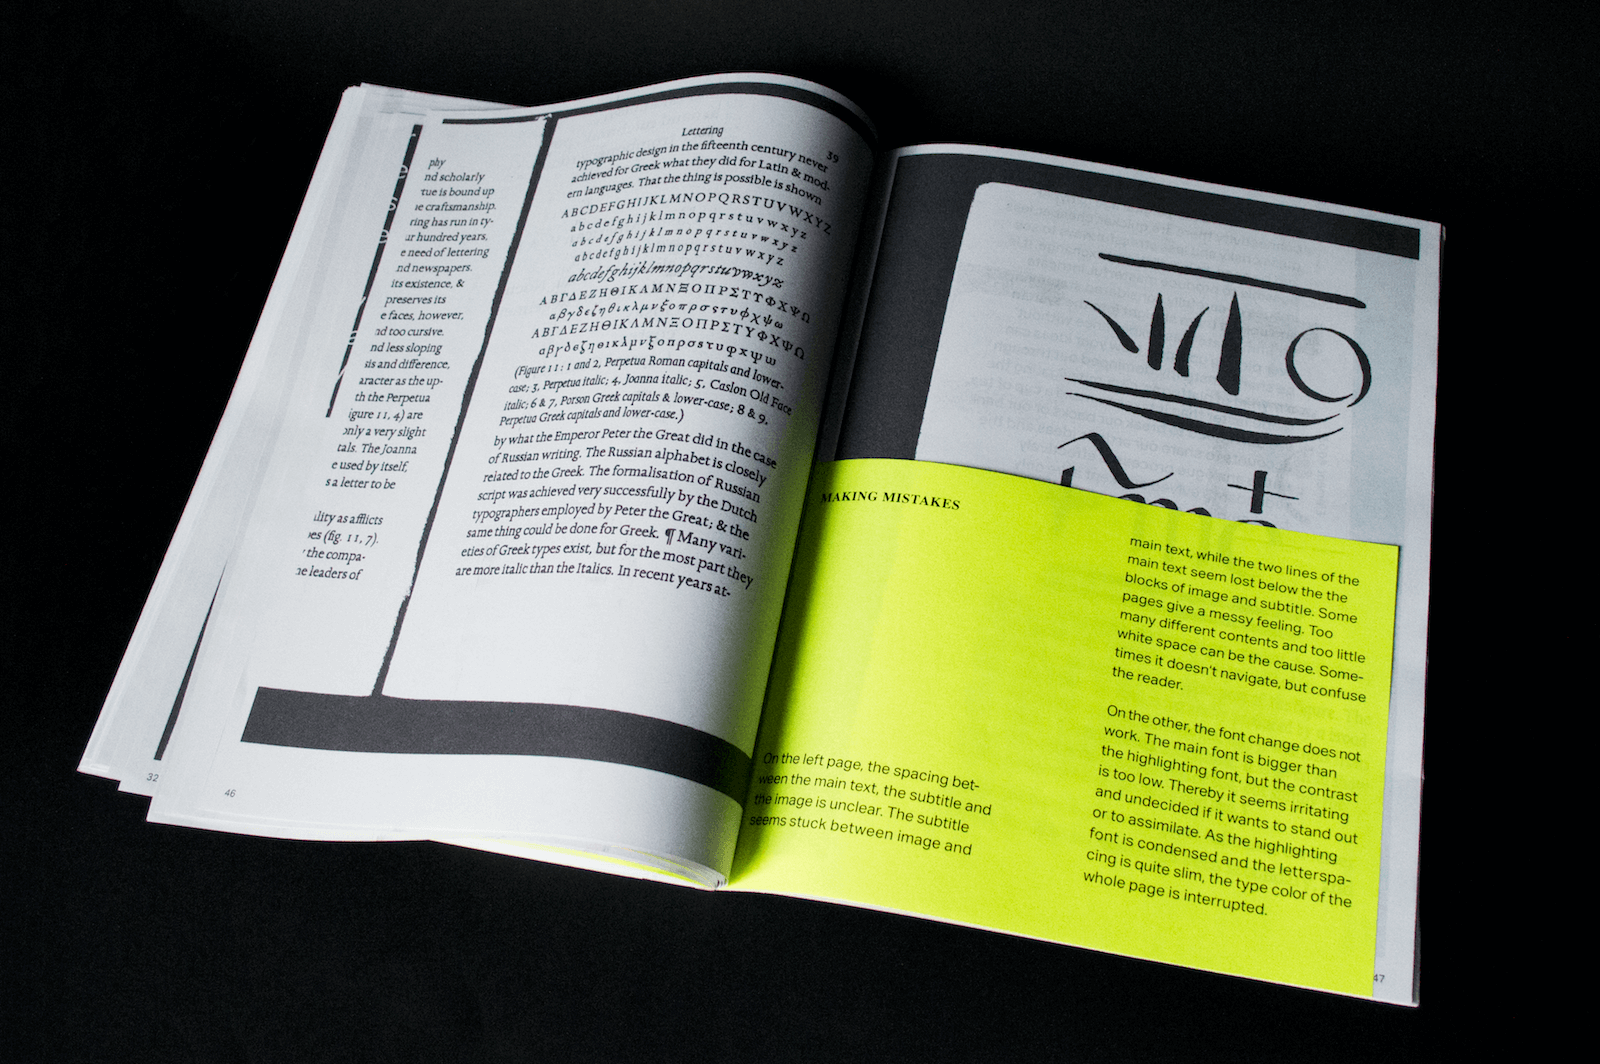 phy
nd scholarly
tue is bound up
ie craftsmanship.
ring has run in ty-
ur hundred years,
e need of lettering
nd newspapers.
its existence, &
preserves its
e faces, however,
nd too cursive.
nd less sloping
sis and difference,
aracter as the up-
th the Perpetua
igure 11, 4) are
only a very slight
tals. The Joanna
e used by itself,
s a letter to be
ility as afflicts
es (fig. 11, 7).
the compa-
e leaders of
32
Lettering
39
typographic design in the fifteenth century never
achieved for Greek what they did for Latin & mod-
ern languages. That the thing is possible is shown
ABCDEFGHIJKLMNOPQRSTUVWXYZ
abcdefghijklmnopqrstuvwxyz
abcdefghijklmnopqrstuvwxyz
abcdefghijklmnopqrstuvwxyz
abcdefghijklmnopqrstuvwxyz
ΑΒΓΔΕΖΗΘΙΚΛΜΝΞΟΠΡΣΤΥΦΧΨΩ
αβγδεζηθικλμνξοπρσςτυφχψω
ΑΒΓΔΕΖΗΘΙΚΛΜΝΞΟΠΡΣΤΥΦΧΨΩ
αβγδεζηθικλμνξοπρσςτυφχψω
(Figure 11: 1 and 2, Perpetua Roman capitals and lower-
case; 3, Perpetua italic; 4, Joanna italic; 5, Caslon Old Face
italic; 6 & 7, Porson Greek capitals & lower-case; 8 & 9,
Perpetua Greek capitals and lower-case.)
by what the Emperor Peter the Great did in the case
of Russian writing. The Russian alphabet is closely
related to the Greek. The formalisation of Russian
script was achieved very successfully by the Dutch
typographers employed by Peter the Great; & the
same thing could be done for Greek. ¶ Many vari-
eties of Greek types exist, but for the most part they
are more italic than the Italics. In recent years at-
46
MAKING MISTAKES
On the left page, the spacing bet-
ween the main text, the subtitle and
the image is unclear. The subtitle
seems stuck between image and
main text, while the two lines of the
main text seem lost below the the
blocks of image and subtitle. Some
pages give a messy feeling. Too
many different contents and too little
white space can be the cause. Some-
times it doesn't navigate, but confuse
the reader.
On the other, the font change does not
work. The main font is bigger than
the highlighting font, but the contrast
is too low. Thereby it seems irritating
and undecided if it wants to stand out
or to assimilate. As the highlighting
font is condensed and the letterspa-
cing is quite slim, the type color of the
whole page is interrupted.
47